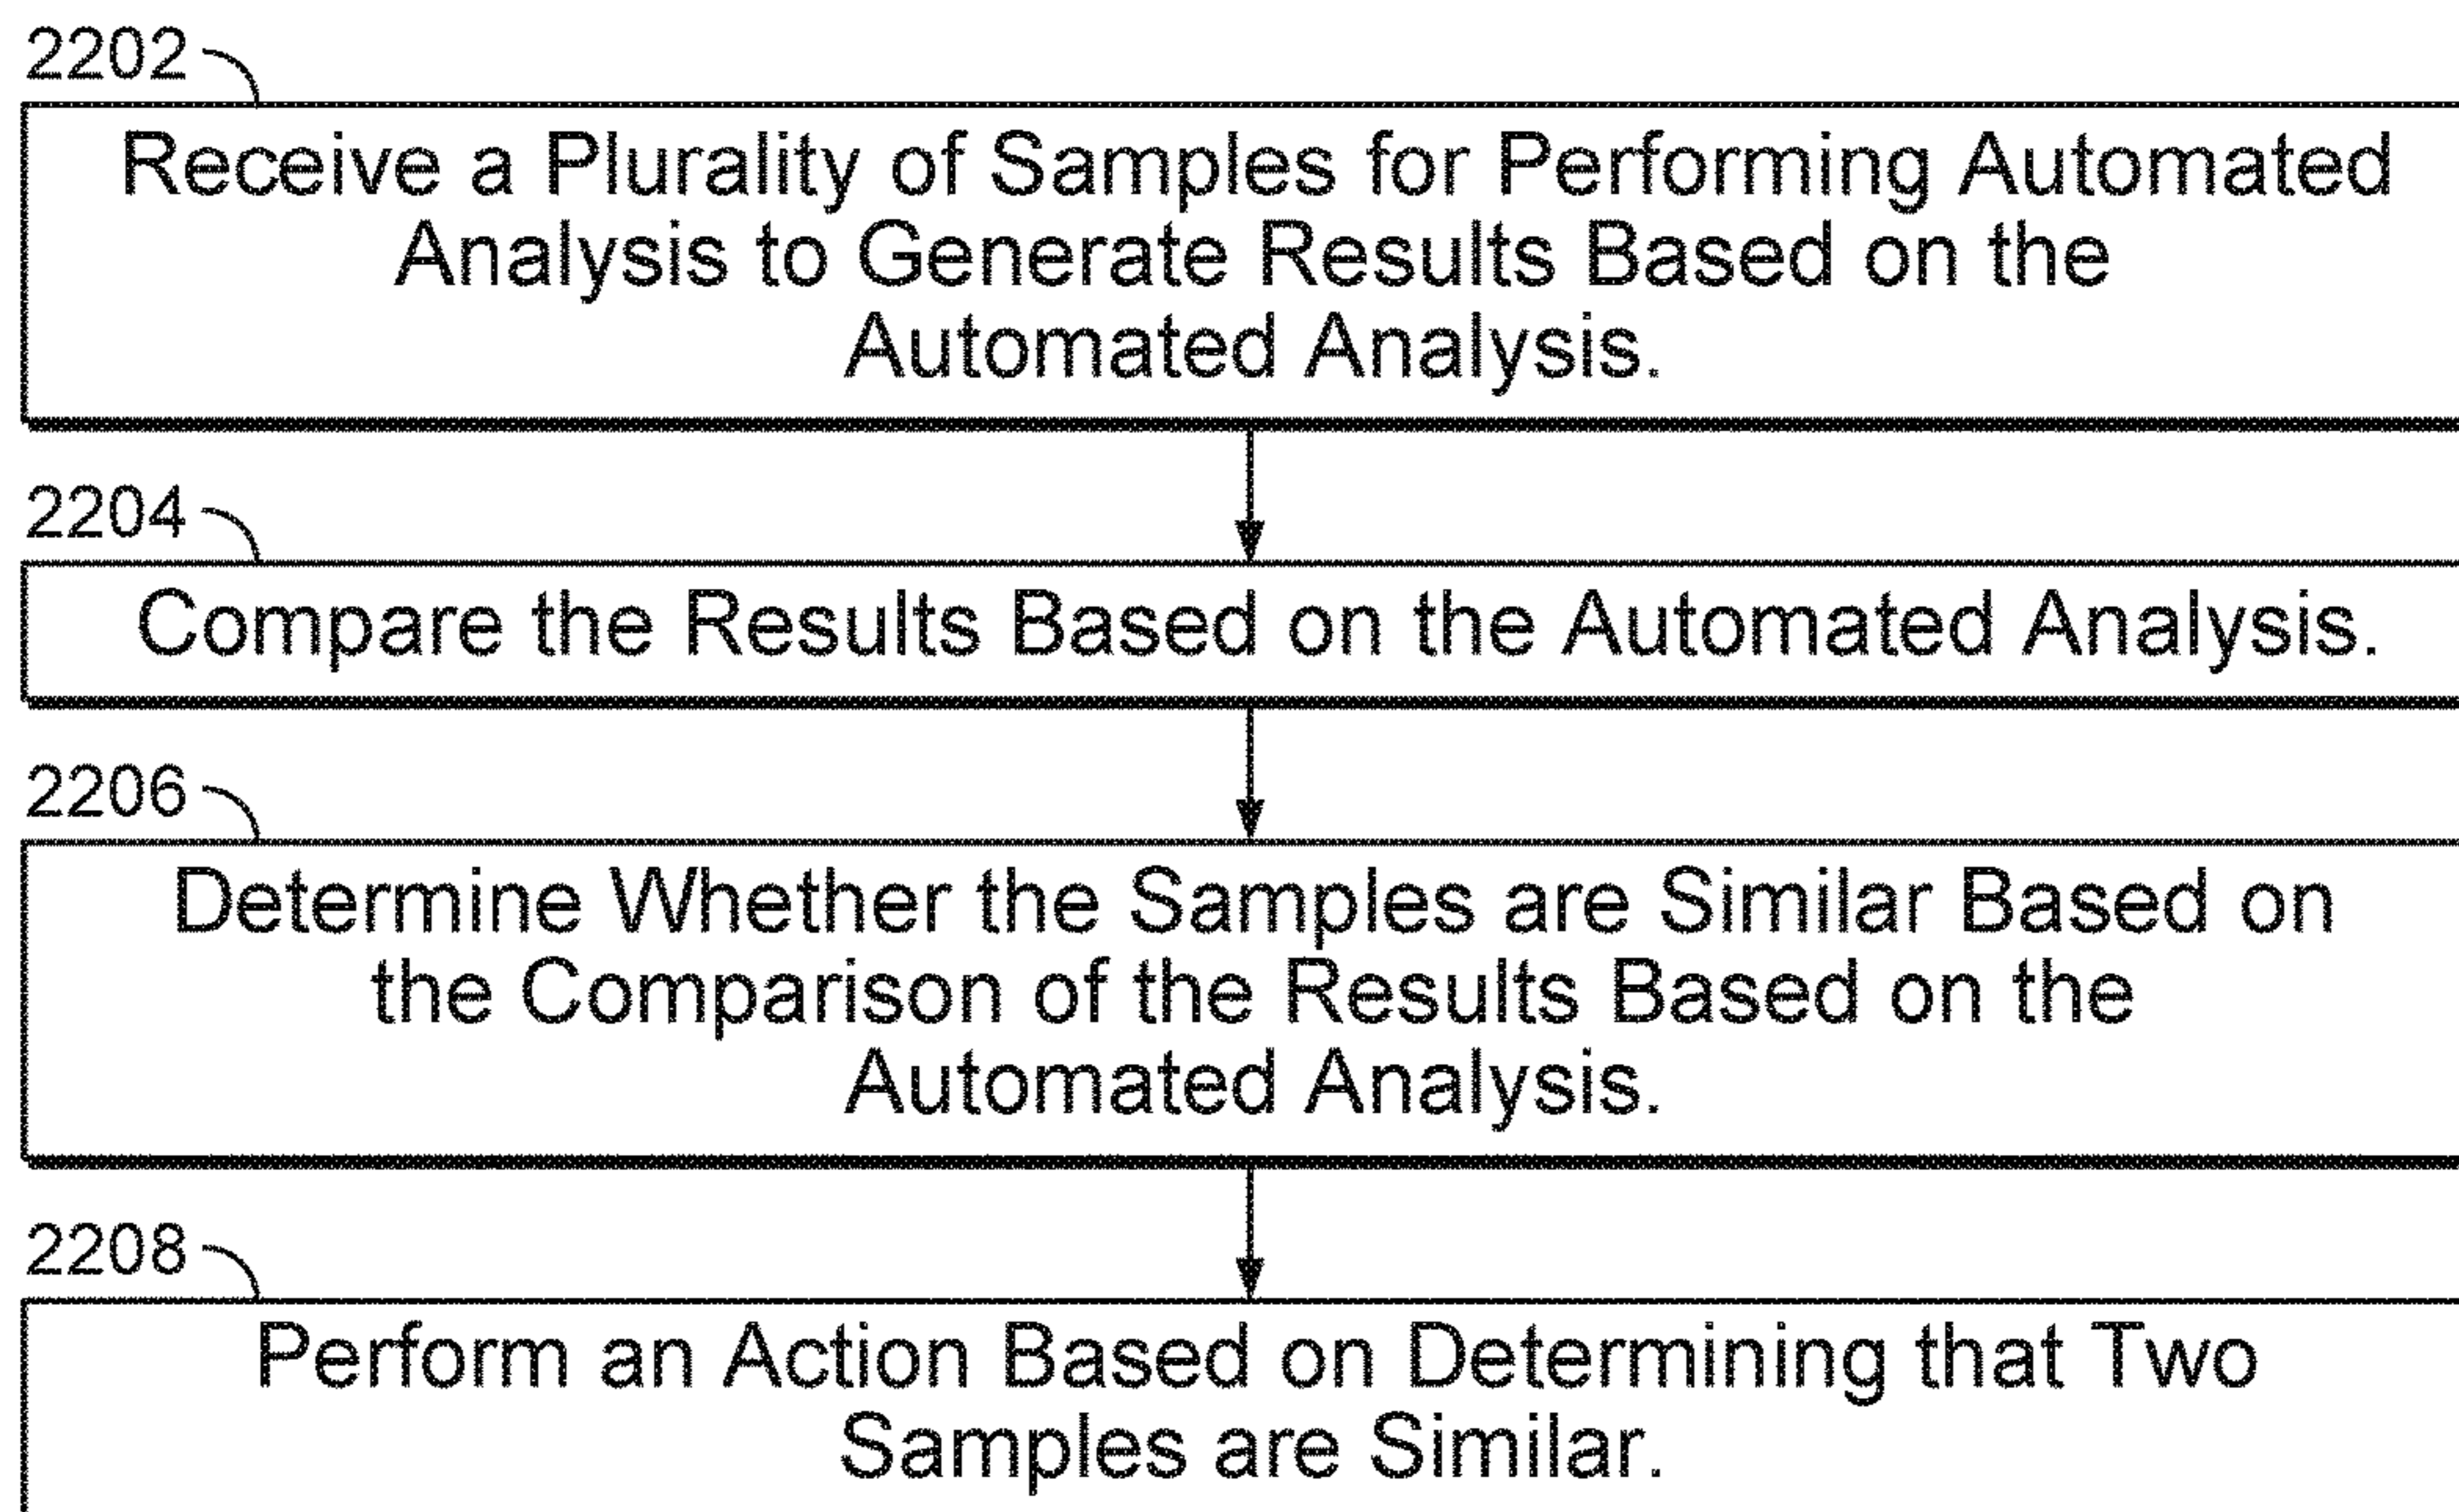 2202
Receive a Plurality of Samples for Performing Automated
Analysis to Generate Results Based on the
Automated Analysis.
2204
Compare the Results Based on the Automated Analysis.
2206
Determine Whether the Samples are Similar Based on
the Comparison of the Results Based on the
Automated Analysis.
2208
Perform an Action Based on Determining that Two
Samples are Similar.